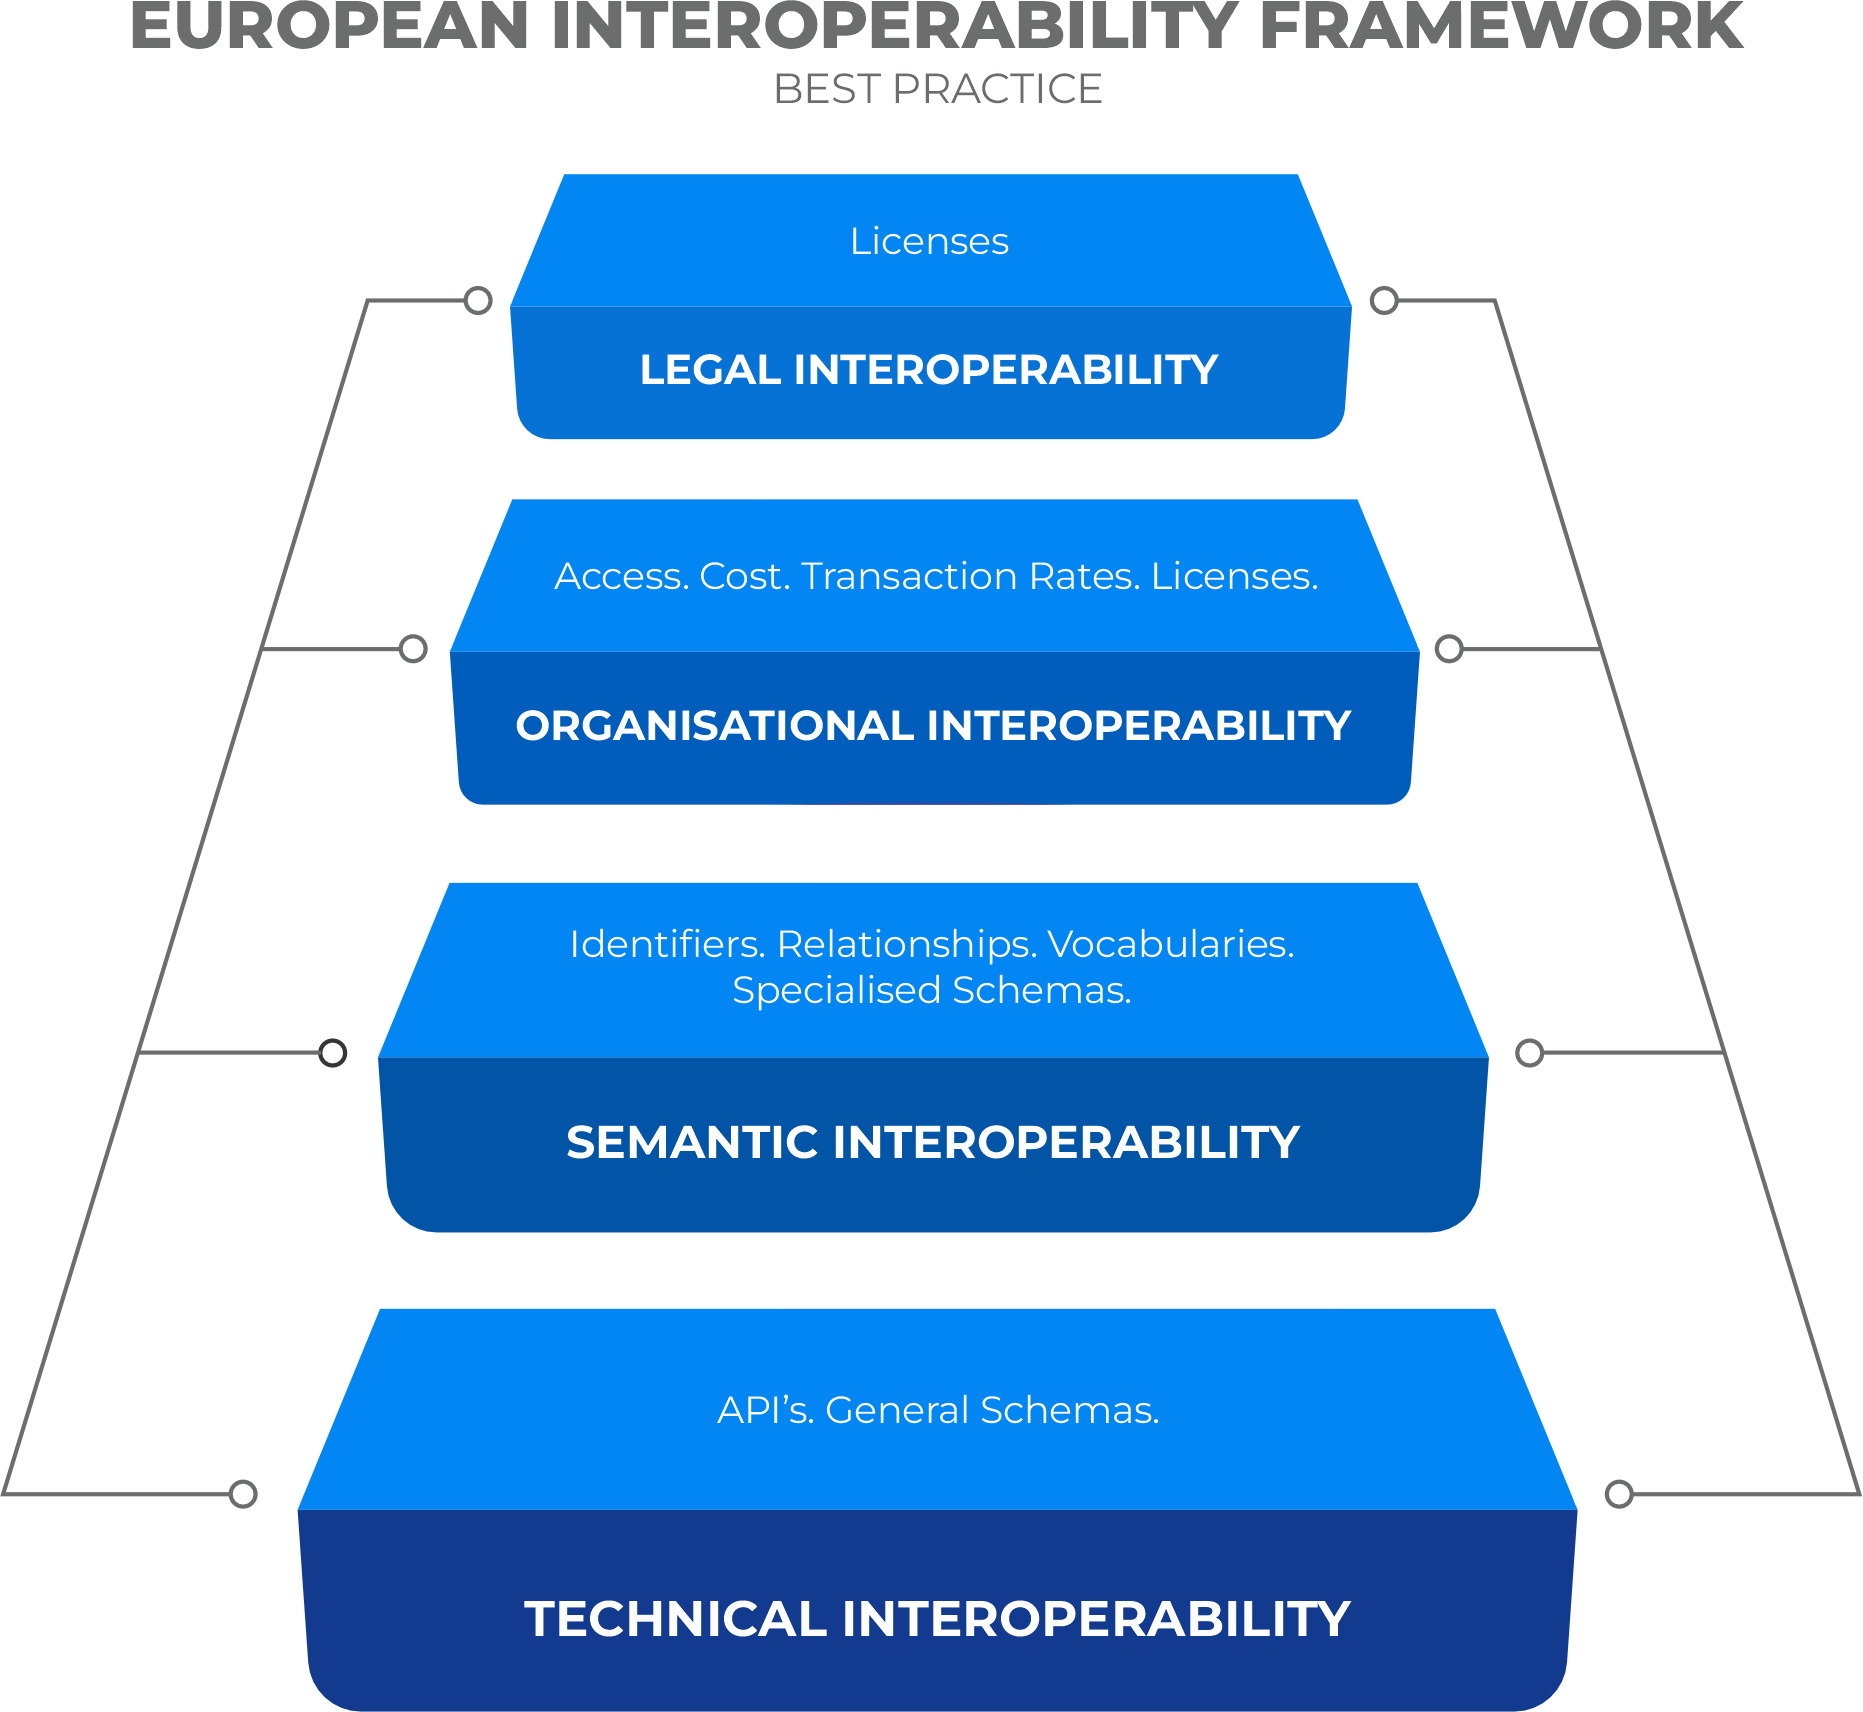 EUROPEAN INTEROPERABILITY FRAMEWORK
BEST PRACTICE
Licenses
LEGAL INTEROPERABILITY
Access. Cost. Transaction Rates. Licenses.
ORGANISATIONAL INTEROPERABILITY
Identifiers. Relationships. Vocabularies.
Specialised Schemas.
SEMANTIC INTEROPERABILITY
API’s. General Schemas.
TECHNICAL INTEROPERABILITY